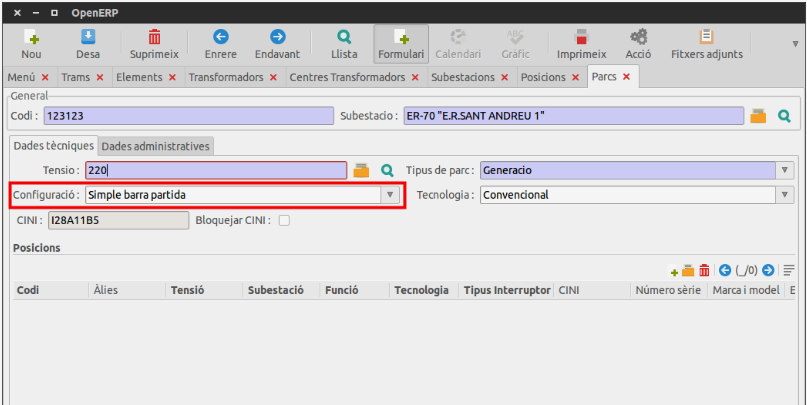 OpenERP
Nou Desa Suprimeix Enrere Endavant Llista Formulari Calendari Gràfic Imprimeix Acció Fitxers adjunts
Menú Trams Elements Transformadors Centres Transformadors Subestacions Posicions Parcs
General
Codi : 123123 Subestacio : ER-70 "E.R.SANT ANDREU 1"
Dades tècniques Dades administratives
Tensio : 220 Tipus de parc : Generacio
Configuració : Simple barra partida Tecnologia : Convencional
CINI : I28A11B5 Bloquejar CINI :
Posicions
(_/0)
Codi Àlies Tensió Subestació Funció Tecnologia Tipus Interruptor CINI Número sèrie Marca i model E